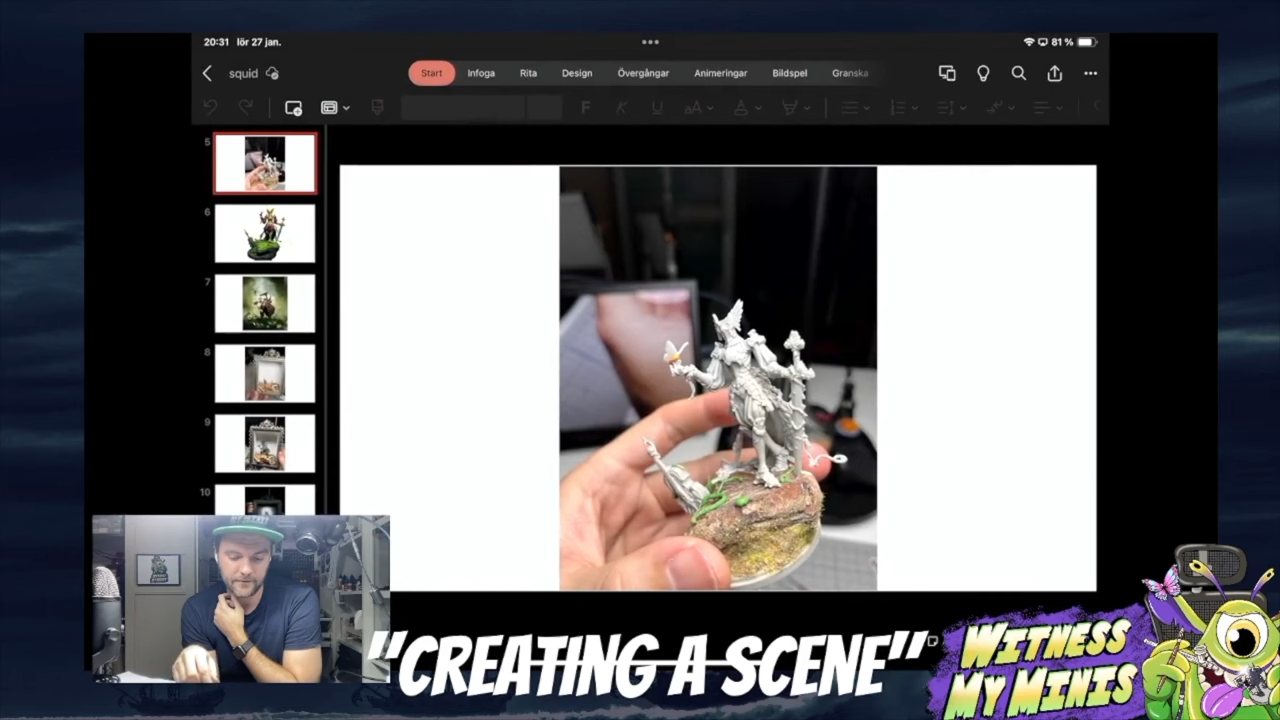 20:31 lör 27 jan.
81 %
squid
Start Infoga Rita Design Övergångar Animeringar Bildspel Granska
F K U AA A
5
6
7
8
9
10
"CREATING A SCENE"
WITNESS
MY MINIS